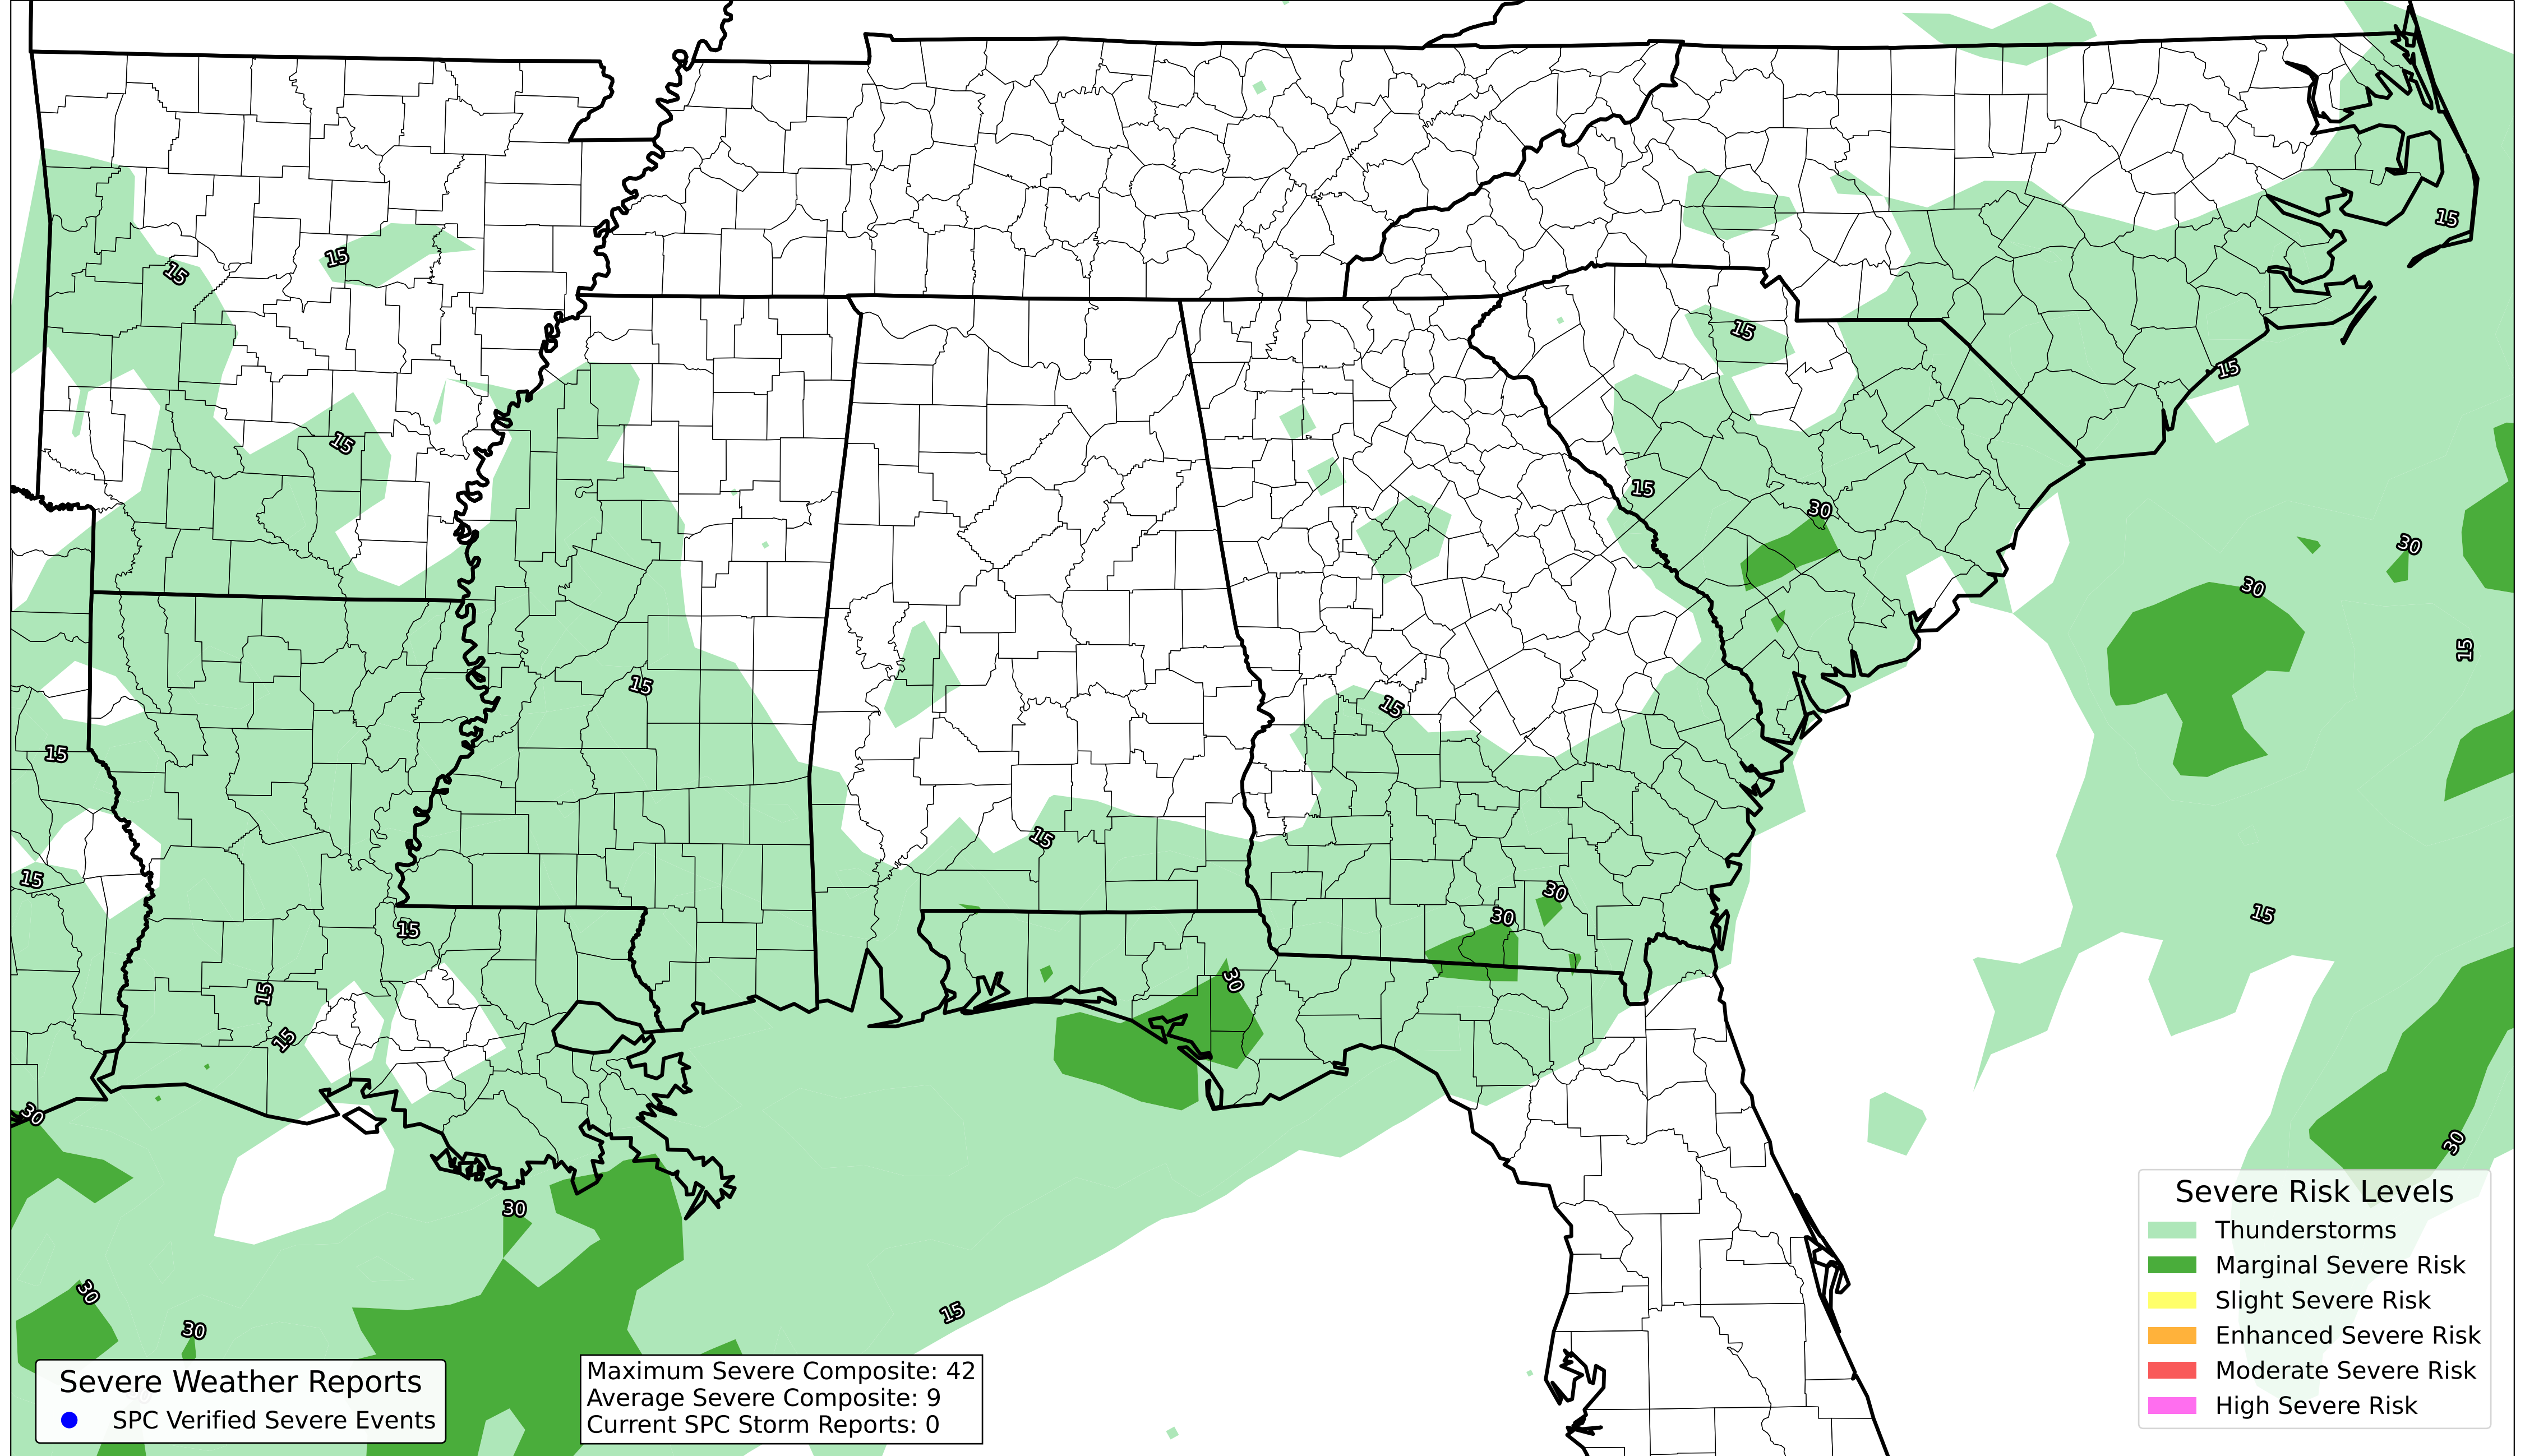 15
15
15
15
15
15
15
30
30
30
15
15
15
15
15
15
15
30
15
30
30
15
30
15
15
30
30
30
30
15
30
Severe Weather Reports
SPC Verified Severe Events
Maximum Severe Composite: 42
Average Severe Composite: 9
Current SPC Storm Reports: 0
Severe Risk Levels
Thunderstorms
Marginal Severe Risk
Slight Severe Risk
Enhanced Severe Risk
Moderate Severe Risk
High Severe Risk